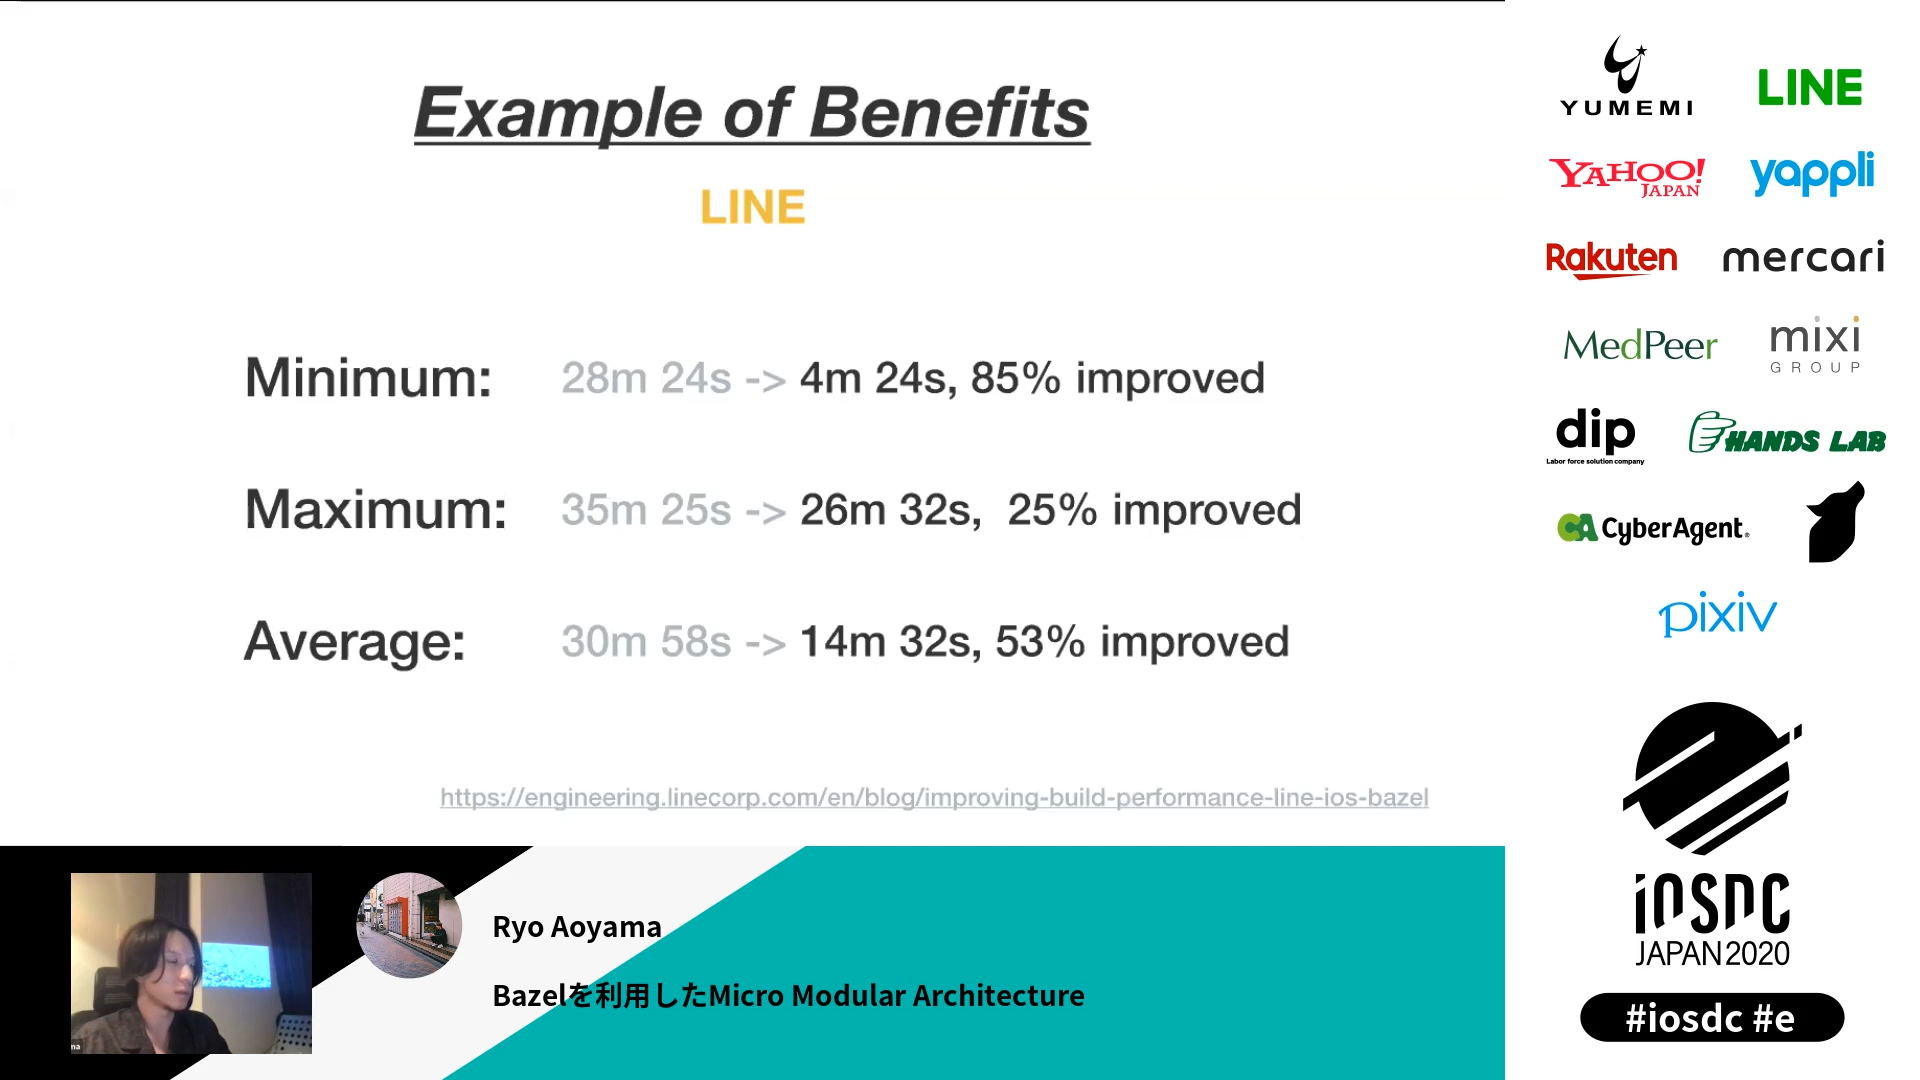 Example of Benefits
LINE
Minimum: 28m 24s -> 4m 24s, 85% improved
Maximum: 35m 25s -> 26m 32s, 25% improved
Average: 30m 58s -> 14m 32s, 53% improved
https://engineering.linecorp.com/en/blog/improving-build-performance-line-ios-bazel
ma
Ryo Aoyama
Bazelを利用したMicro Modular Architecture
YUMEMI
LINE
YAHOO! JAPAN
yappli
Rakuten
mercari
MedPeer
mixi
GROUP
dip
Labor force solution company
HANDS LAB
CA CyberAgent®
pixiv
iOSDC
JAPAN 2020
#iosdc #e